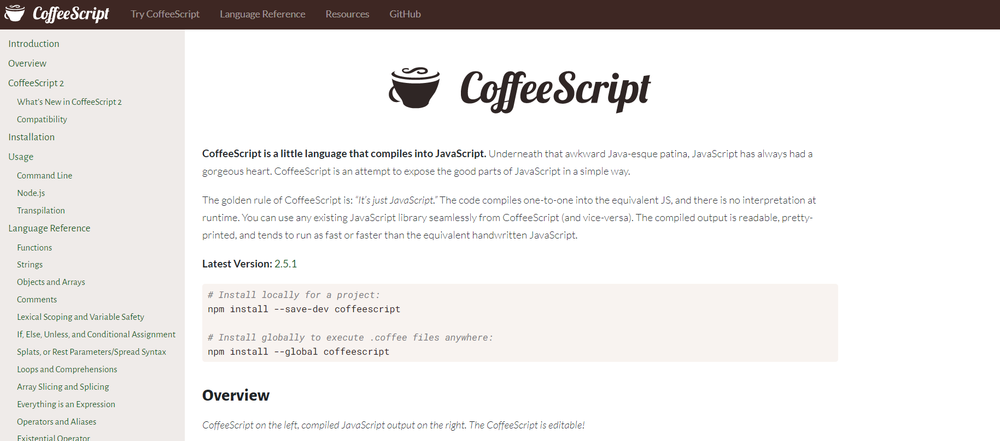 CoffeeScript Try CoffeeScript Language Reference Resources GitHub
Introduction
Overview
CoffeeScript 2
What's New in CoffeeScript 2
Compatibility
Installation
Usage
Command Line
Node.js
Transpilation
Language Reference
Functions
Strings
Objects and Arrays
Comments
Lexical Scoping and Variable Safety
If, Else, Unless, and Conditional Assignment
Splats, or Rest Parameters/Spread Syntax
Loops and Comprehensions
Array Slicing and Splicing
Everything is an Expression
Operators and Aliases
Existential Operator
CoffeeScript
CoffeeScript is a little language that compiles into JavaScript. Underneath that awkward Java-esque patina, JavaScript has always had a
gorgeous heart. CoffeeScript is an attempt to expose the good parts of JavaScript in a simple way.
The golden rule of CoffeeScript is: “It’s just JavaScript.” The code compiles one-to-one into the equivalent JS, and there is no interpretation at
runtime. You can use any existing JavaScript library seamlessly from CoffeeScript (and vice-versa). The compiled output is readable, pretty-
printed, and tends to run as fast or faster than the equivalent handwritten JavaScript.
Latest Version: 2.5.1
# Install locally for a project:
npm install --save-dev coffeescript
# Install globally to execute .coffee files anywhere:
npm install --global coffeescript
Overview
CoffeeScript on the left, compiled JavaScript output on the right. The CoffeeScript is editable!